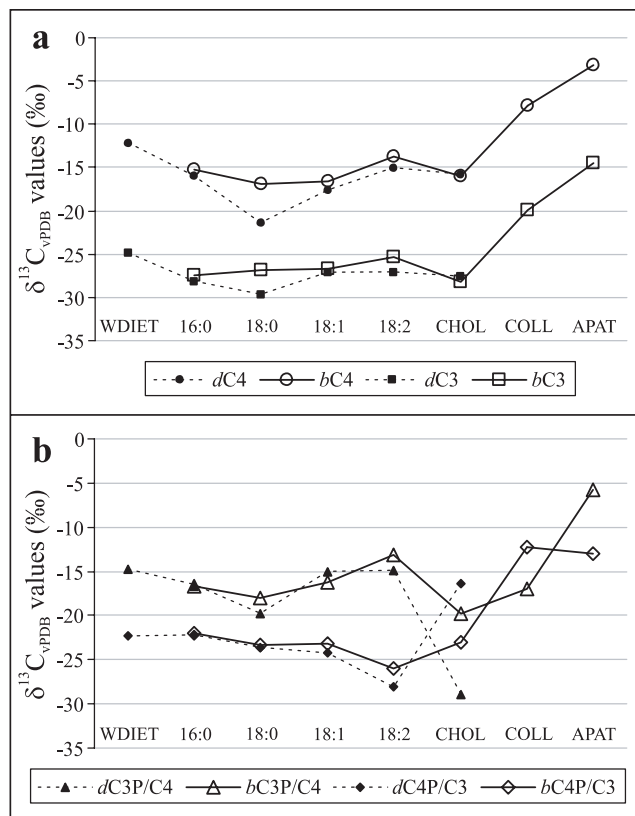 a
δ¹³C_vPDB values (‰)
0
-5
-10
-15
-20
-25
-30
-35
WDIET 16:0 18:0 18:1 18:2 CHOL COLL APAT
dC4 bC4 dC3 bC3
b
δ¹³C_vPDB values (‰)
0
-5
-10
-15
-20
-25
-30
-35
WDIET 16:0 18:0 18:1 18:2 CHOL COLL APAT
dC3P/C4 bC3P/C4 dC4P/C3 bC4P/C3